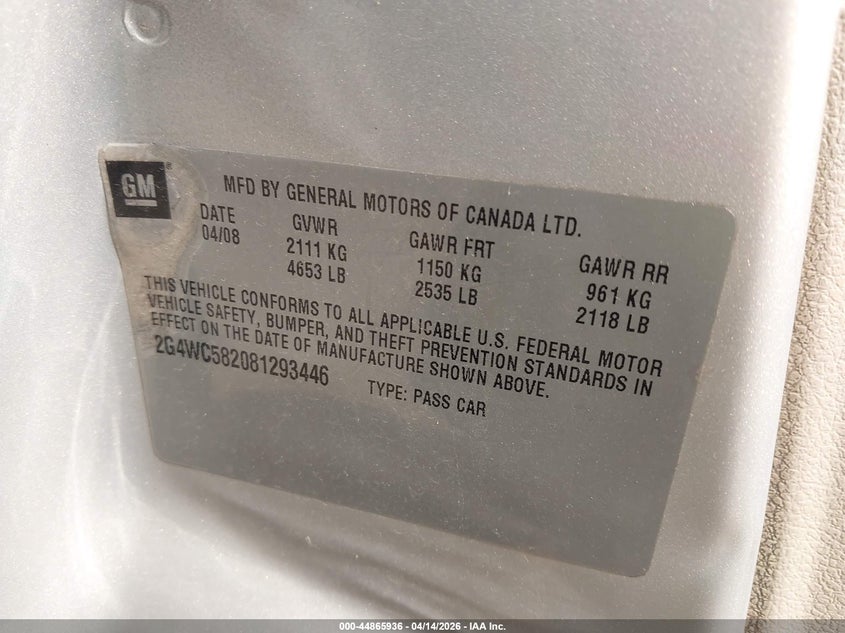 GM
MFD BY GENERAL MOTORS OF CANADA LTD.
DATE GVWR GAWR FRT GAWR RR
04/08 2111 KG 1150 KG 961 KG
4653 LB 2535 LB 2118 LB
THIS VEHICLE CONFORMS TO ALL APPLICABLE U.S. FEDERAL MOTOR
VEHICLE SAFETY, BUMPER, AND THEFT PREVENTION STANDARDS IN
EFFECT ON THE DATE OF MANUFACTURE SHOWN ABOVE.
2G4WC582081293446 TYPE: PASS CAR
000-44865936 - 04/14/2026 - IAA Inc.